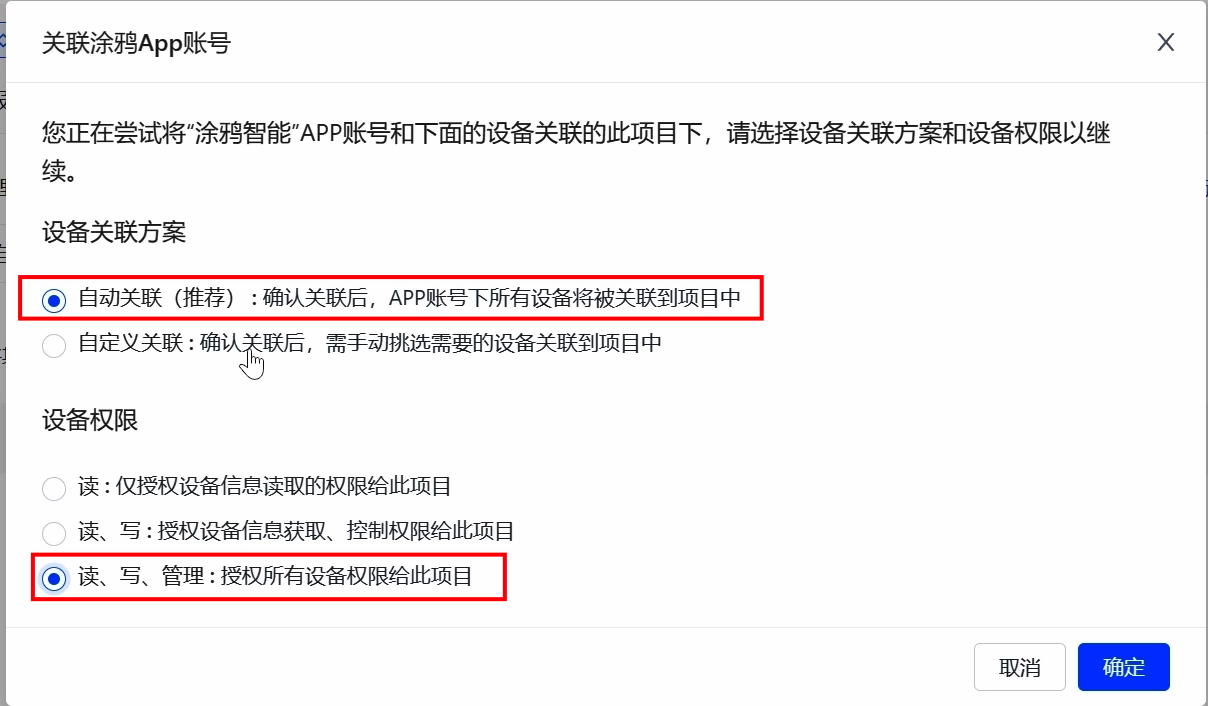 关联涂鸦App账号
您正在尝试将“涂鸦智能”APP账号和下面的设备关联的此项目下，请选择设备关联方案和设备权限以继
续。
设备关联方案
自动关联（推荐）: 确认关联后，APP账号下所有设备将被关联到项目中
自定义关联 : 确认关联后，需手动挑选需要的设备关联到项目中
设备权限
读 : 仅授权设备信息读取的权限给此项目
读、写 : 授权设备信息获取、控制权限给此项目
读、写、管理 : 授权所有设备权限给此项目
取消
确定